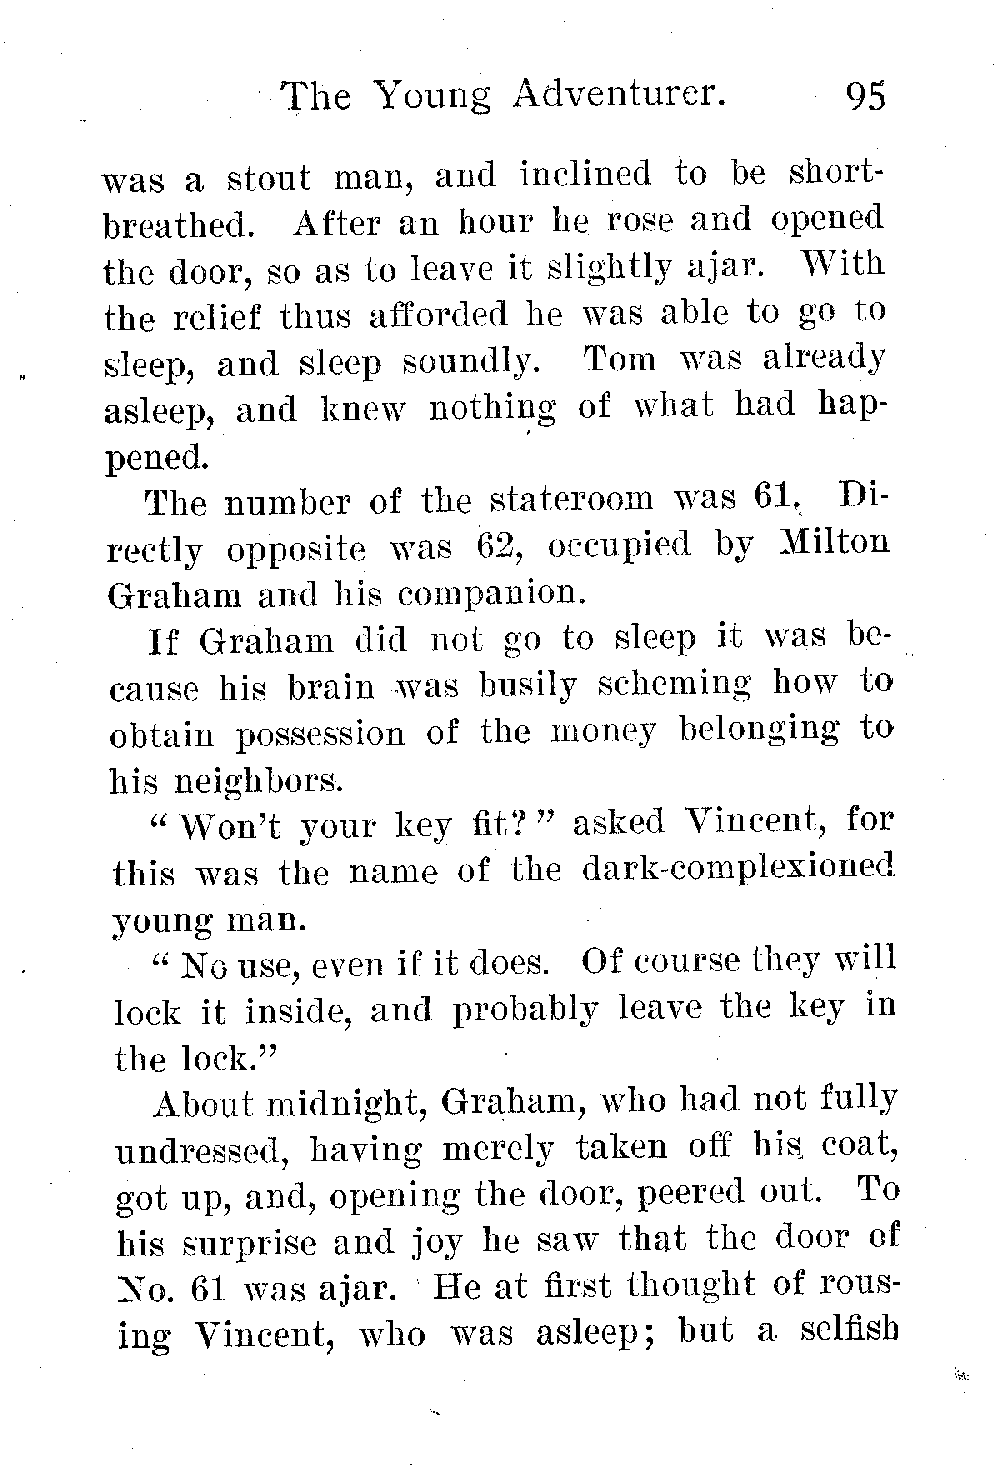 The Young Adventurer. 95
was a stout man, and inclined to be short-
breathed. After an hour he rose and opened
the door, so as to leave it slightly ajar. With
the relief thus afforded he was able to go to
sleep, and sleep soundly. Tom was already
asleep, and knew nothing of what had hap-
pened.
The number of the stateroom was 61. Di-
rectly opposite was 62, occupied by Milton
Graham and his companion.
If Graham did not go to sleep it was be-
cause his brain was busily scheming how to
obtain possession of the money belonging to
his neighbors.
“ Won’t your key fit? ” asked Vincent, for
this was the name of the dark-complexioned
young man.
“ No use, even if it does. Of course they will
lock it inside, and probably leave the key in
the lock.”
About midnight, Graham, who had not fully
undressed, having merely taken off his coat,
got up, and, opening the door, peered out. To
his surprise and joy he saw that the door of
No. 61 was ajar. He at first thought of rous-
ing Vincent, who was asleep; but a selfish